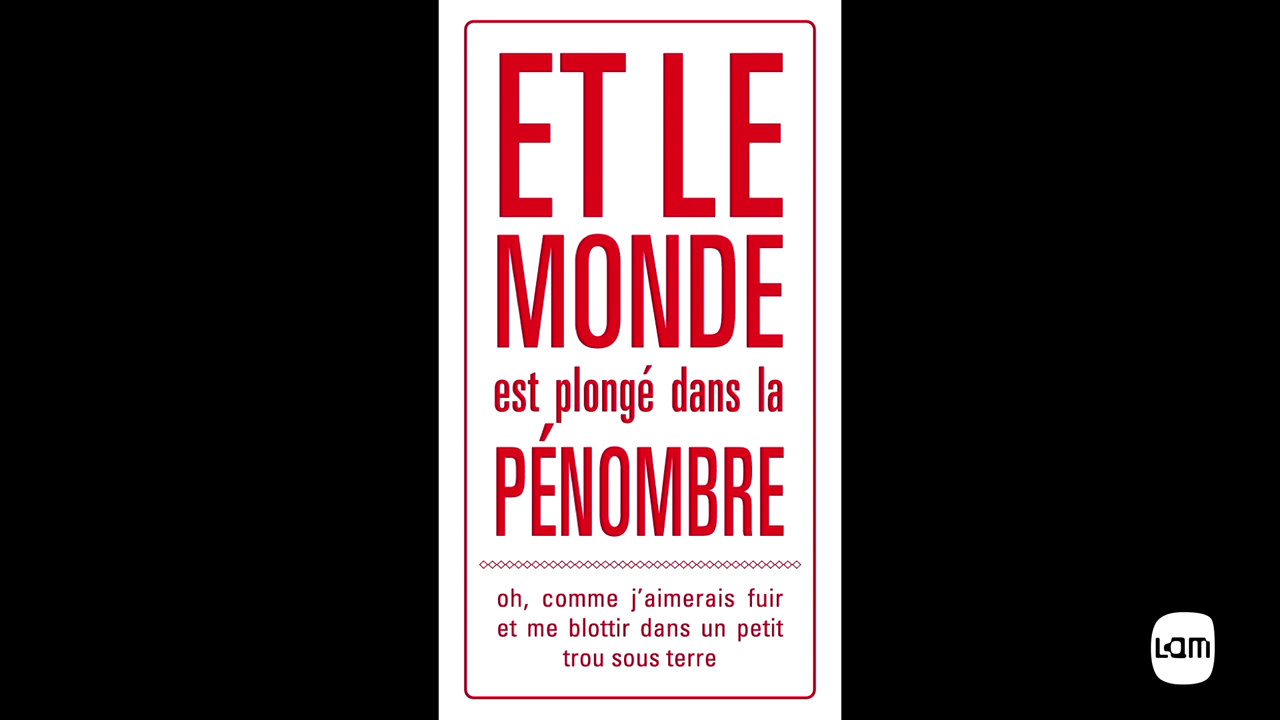 ET LE
MONDE
est plongé dans la
PÉNOMBRE
oh, comme j’aimerais fuir
et me blottir dans un petit
trou sous terre
LAM